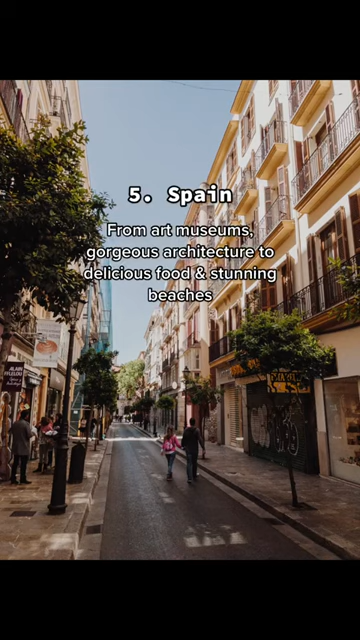 5. Spain
From art museums,
gorgeous architecture to
delicious food & stunning
beaches